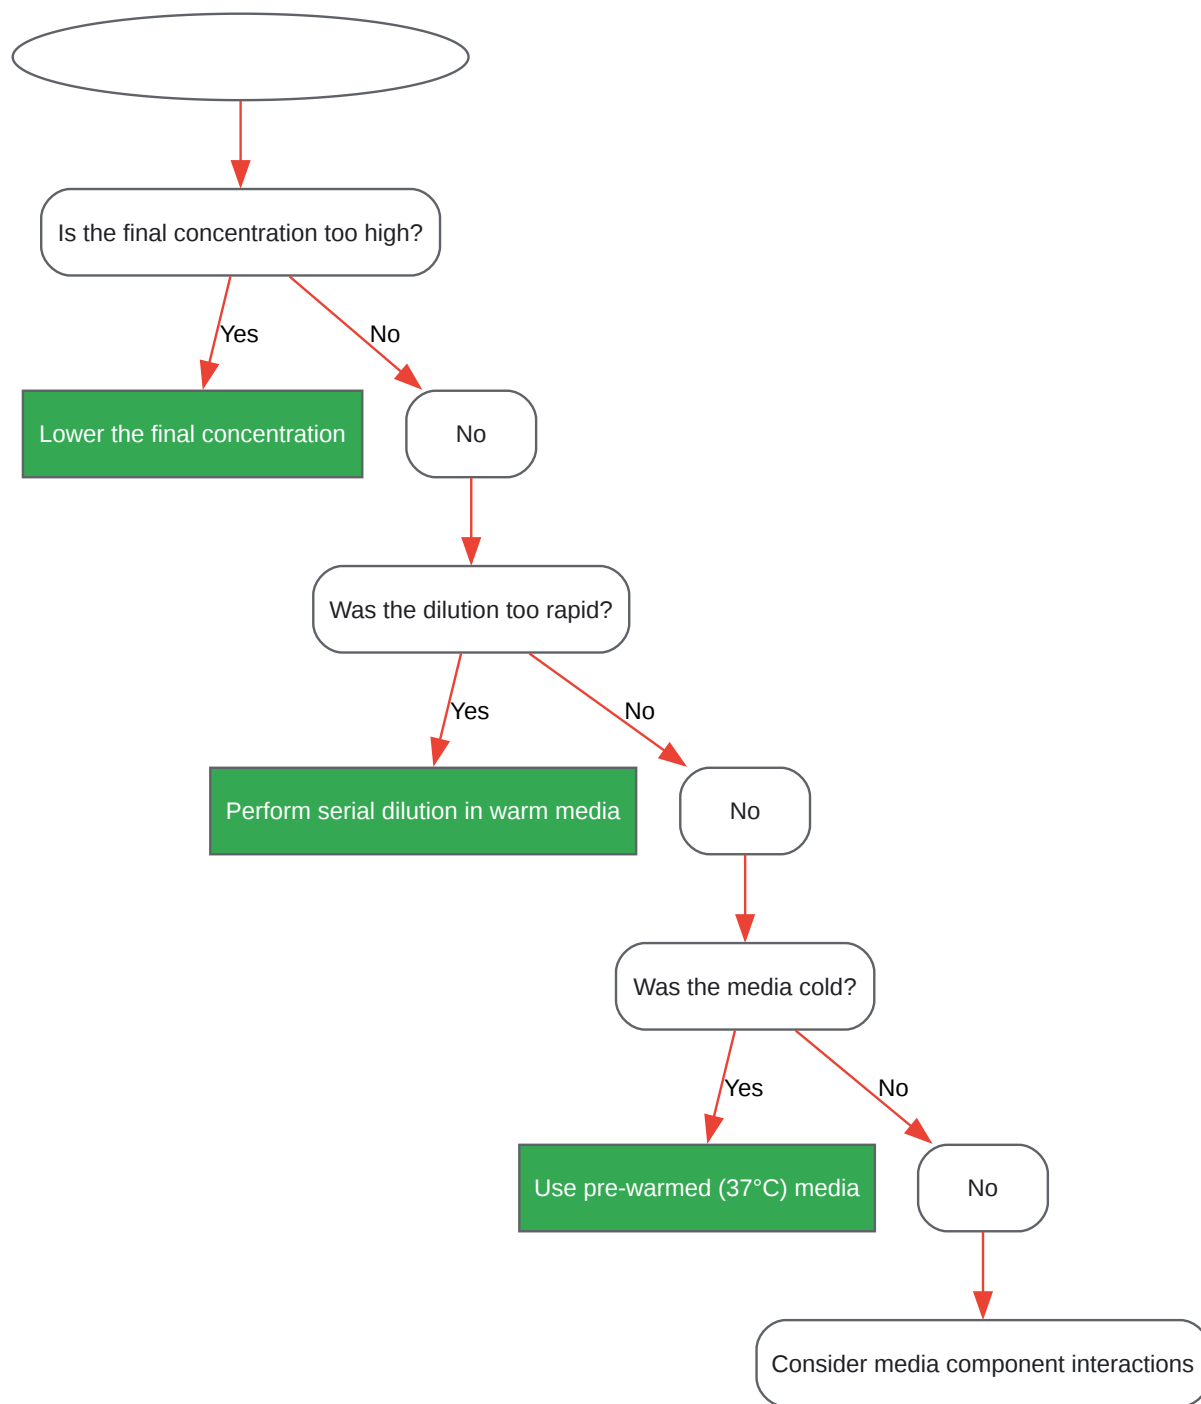 Is the final concentration too high?
Yes
No
Lower the final concentration
No
Was the dilution too rapid?
Yes
No
Perform serial dilution in warm media
No
Was the media cold?
Yes
No
Use pre-warmed (37°C) media
No
Consider media component interactions